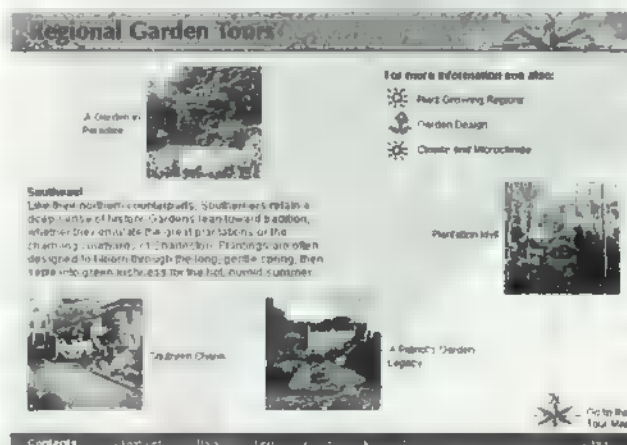 Regional Garden Tours
For more information see also:
Plant Growing Regions
Garden Design
Climate and Microclimate
A Garden in
Paradise
Southeast
Like their northern counterparts, Southerners retain a
deep sense of history. Gardens lean toward tradition,
whether they emulate the great plantations or the
charming courtyards of Charleston. Plantings are often
designed to bloom through the long, gentle spring, then
settle into green lushness for the hot, humid summer.
Plantation Idyll
Southern Charm
A Patriot's Garden
Legacy
Go to the
Tour Map
Contents